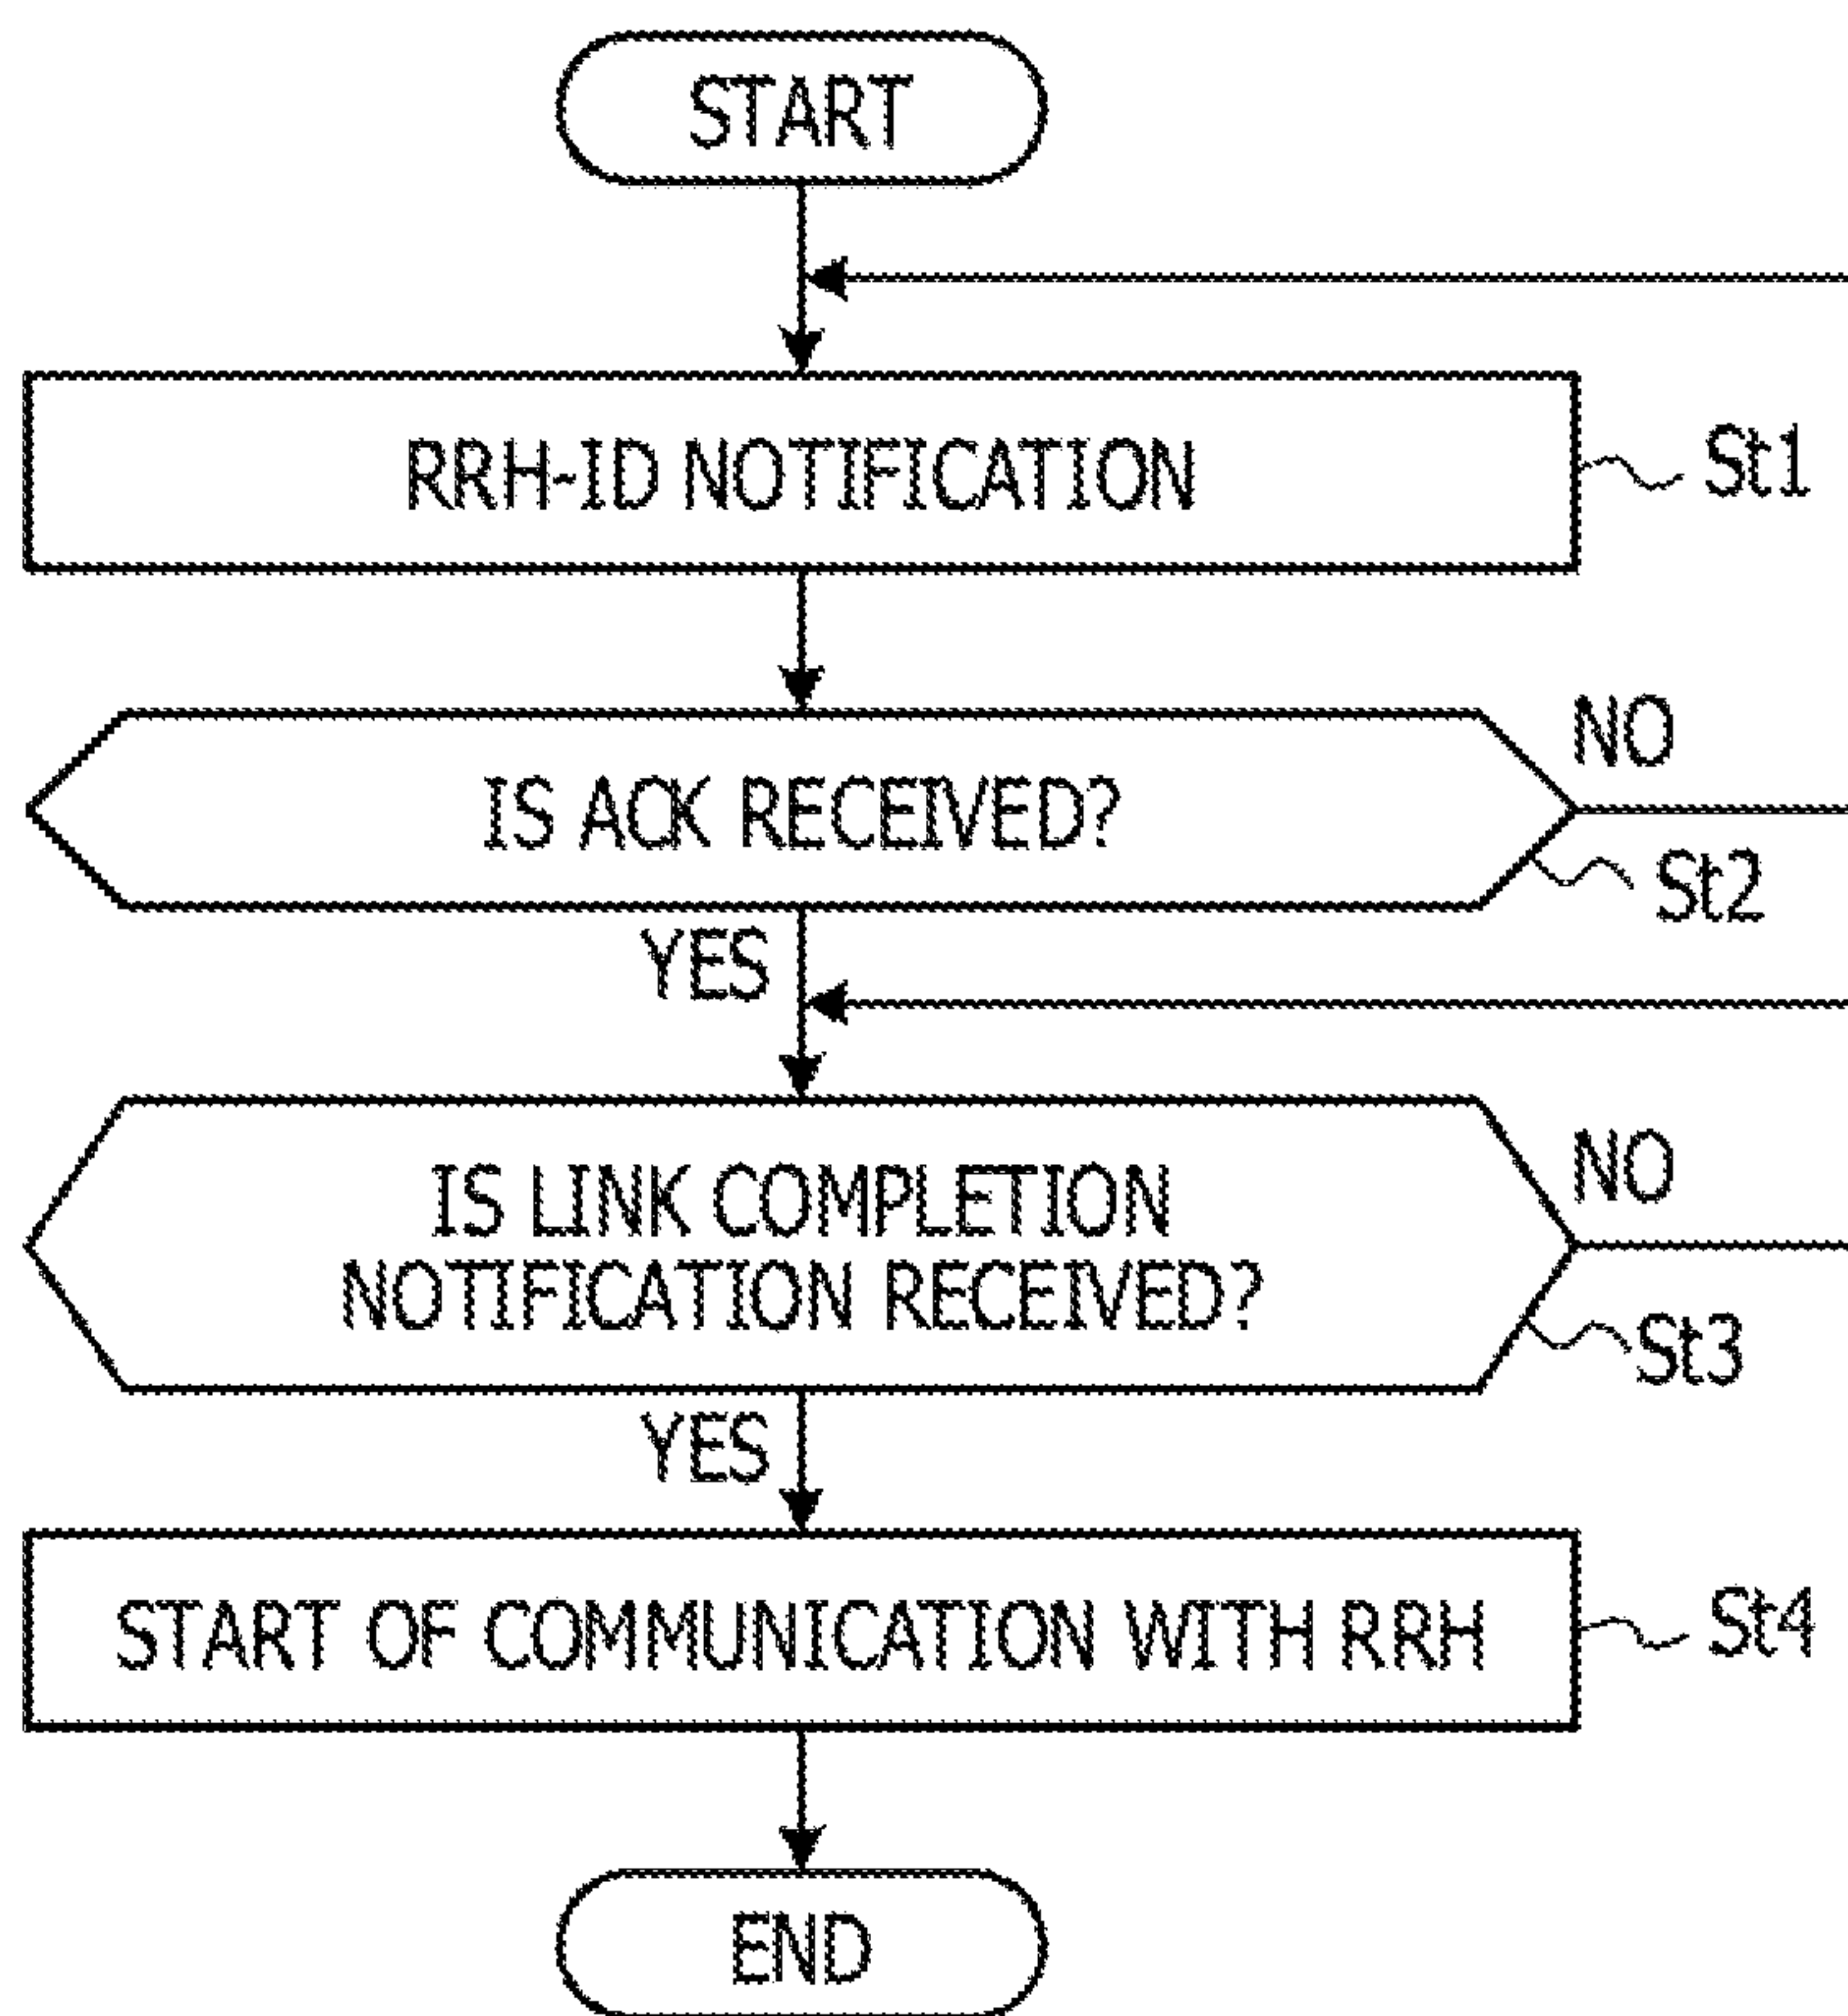 START
RRH-ID NOTIFICATION
St1
NO
IS ACK RECEIVED?
St2
YES
NO
IS LINK COMPLETION
NOTIFICATION RECEIVED?
St3
YES
START OF COMMUNICATION WITH RRH
St4
END